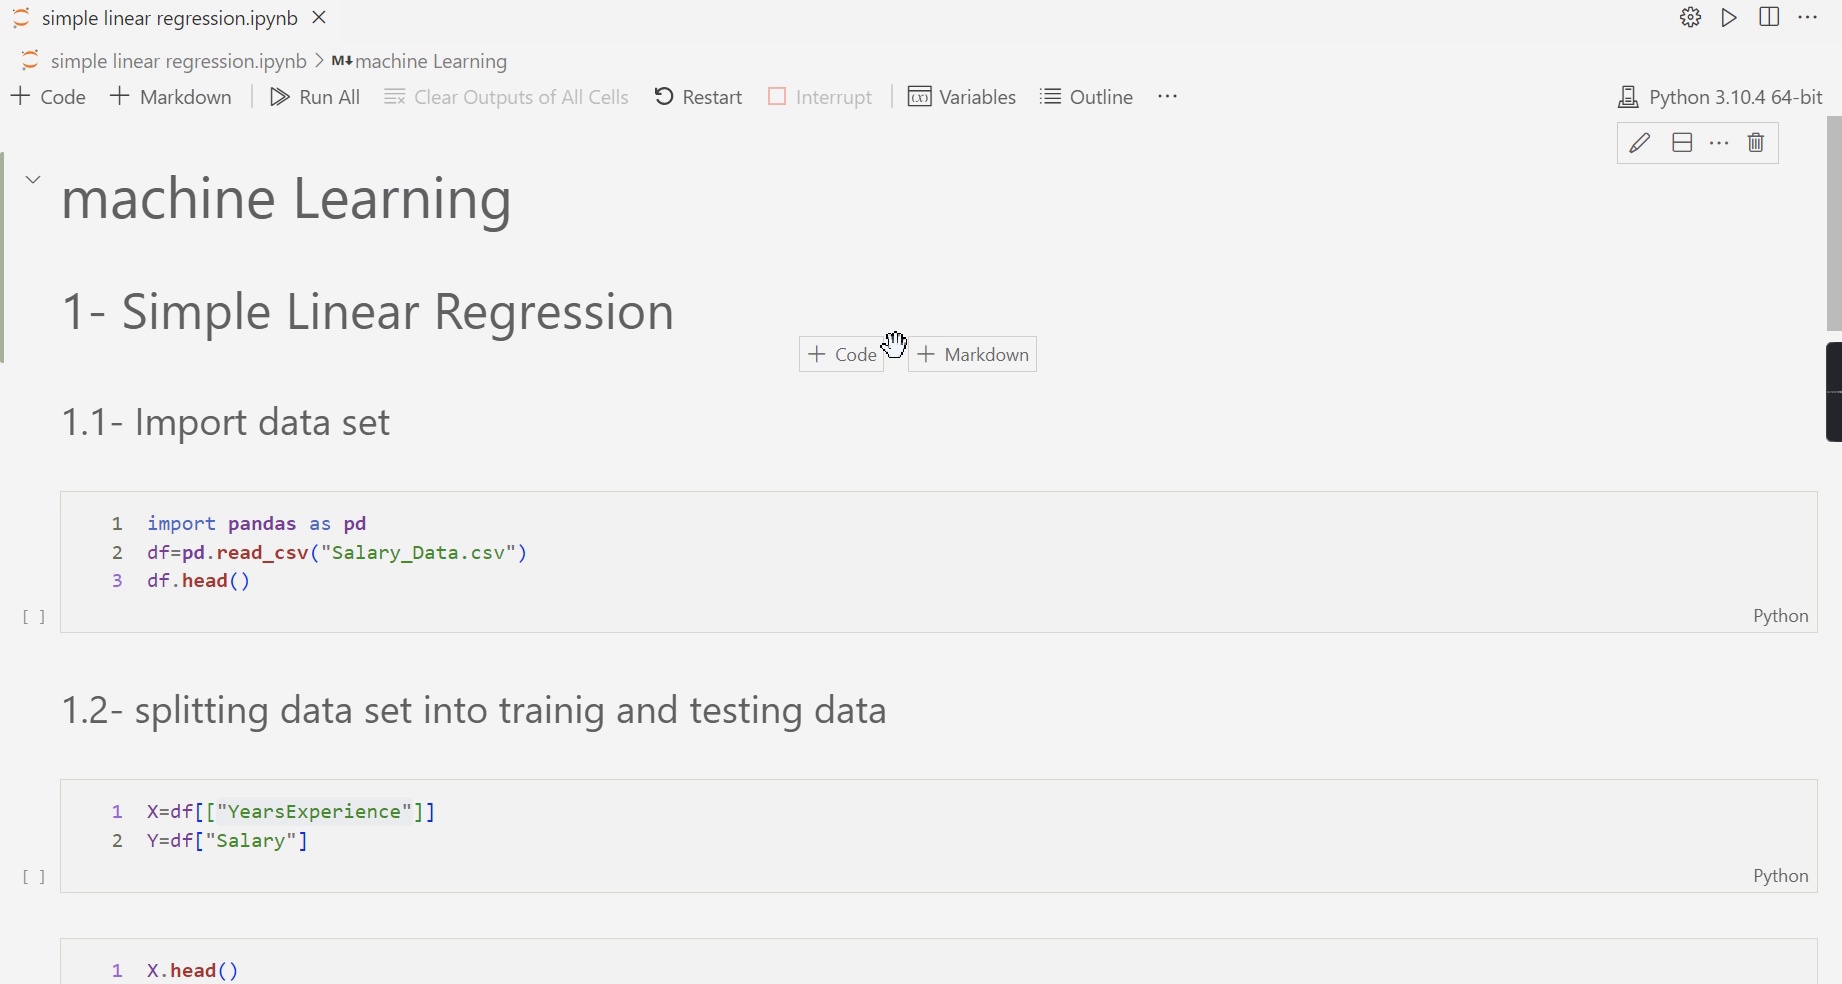 simple linear regression.ipynb
simple linear regression.ipynb > M↓ machine Learning
+ Code + Markdown Run All Clear Outputs of All Cells Restart Interrupt Variables Outline ... Python 3.10.4 64-bit
machine Learning
1- Simple Linear Regression
+ Code + Markdown
1.1- Import data set
1 import pandas as pd
2 df=pd.read_csv("Salary_Data.csv")
3 df.head()
[ ] Python
1.2- splitting data set into trainig and testing data
1 X=df[["YearsExperience"]]
2 Y=df["Salary"]
[ ] Python
1 X.head()